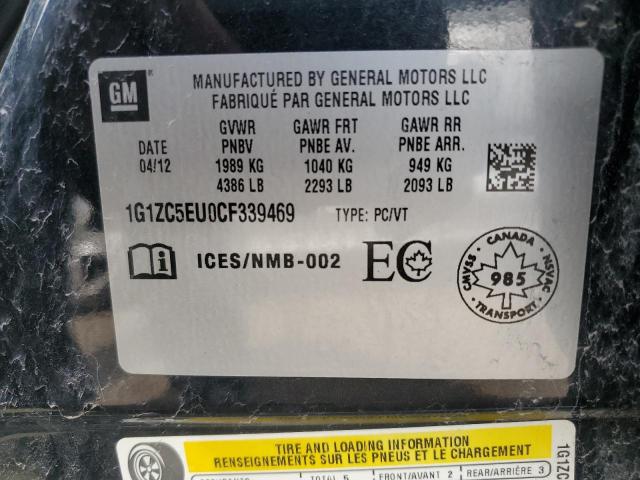 GM
MANUFACTURED BY GENERAL MOTORS LLC
FABRIQUÉ PAR GENERAL MOTORS LLC
GVWR GAWR FRT GAWR RR
DATE PNBV PNBE AV. PNBE ARR.
04/12 1989 KG 1040 KG 949 KG
4386 LB 2293 LB 2093 LB
1G1ZC5EU0CF339469 TYPE: PC/VT
ICES/NMB-002 EC
CANADA
CMVSS 985 NSVAC
TRANSPORT
TIRE AND LOADING INFORMATION
RENSEIGNEMENTS SUR LES PNEUS ET LE CHARGEMENT
TOTAL 5 FRONT/AVANT 2 REAR/ARRIÈRE 3
1G1ZC